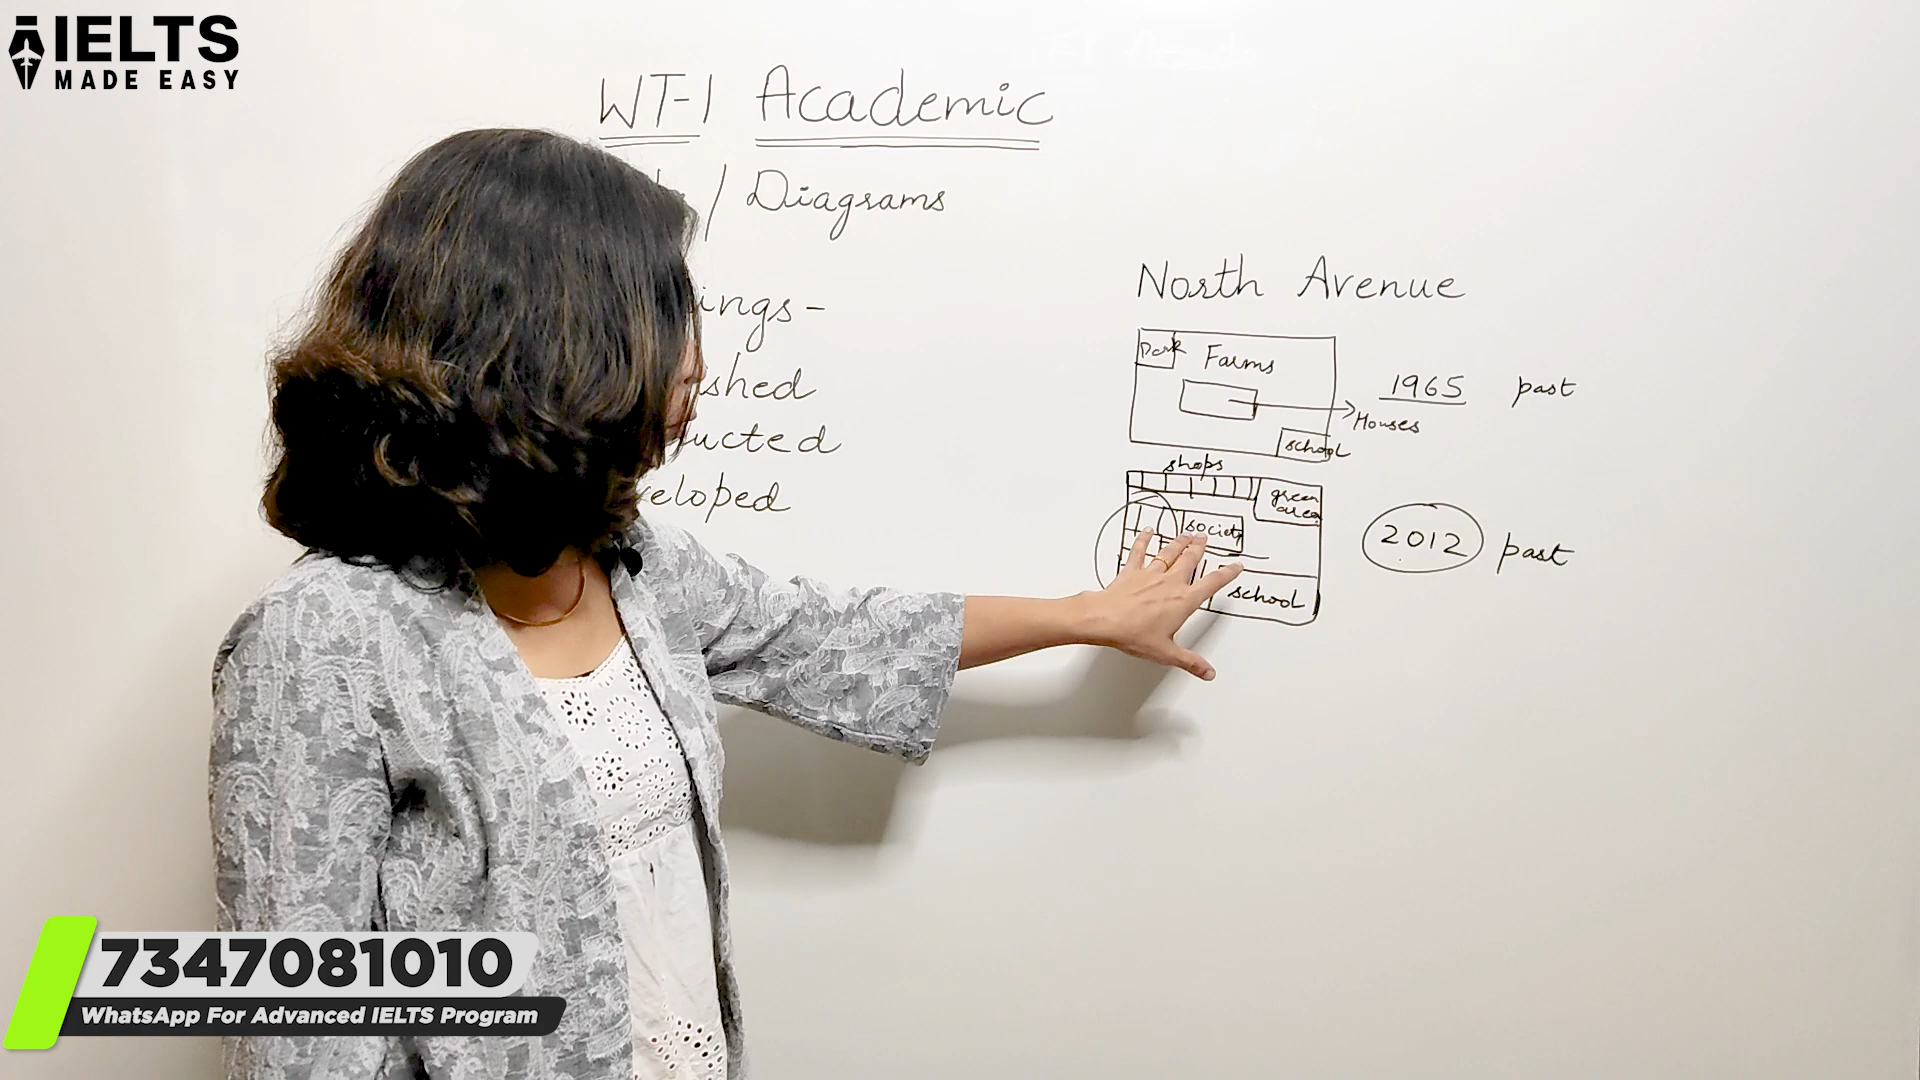 IELTS
MADE EASY
WT-1 Academic
/ Diagrams
ings-
shed
ucted
eloped
North Avenue
Park Farms
1965 past
Houses
school
shops
green
area
society
2012 past
school
7347081010
WhatsApp For Advanced IELTS Program